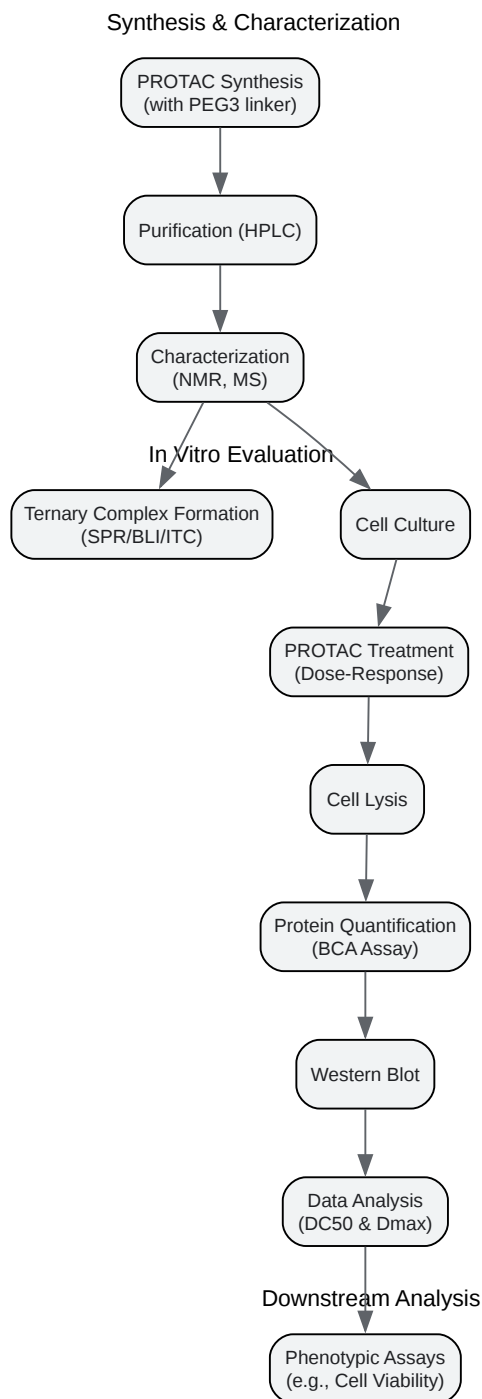 Synthesis & Characterization
PROTAC Synthesis
(with PEG3 linker)
Purification (HPLC)
Characterization
(NMR, MS)
In Vitro Evaluation
Ternary Complex Formation
(SPR/BLI/ITC)
Cell Culture
PROTAC Treatment
(Dose-Response)
Cell Lysis
Protein Quantification
(BCA Assay)
Western Blot
Data Analysis
(DC50 & Dmax)
Downstream Analysis
Phenotypic Assays
(e.g., Cell Viability)